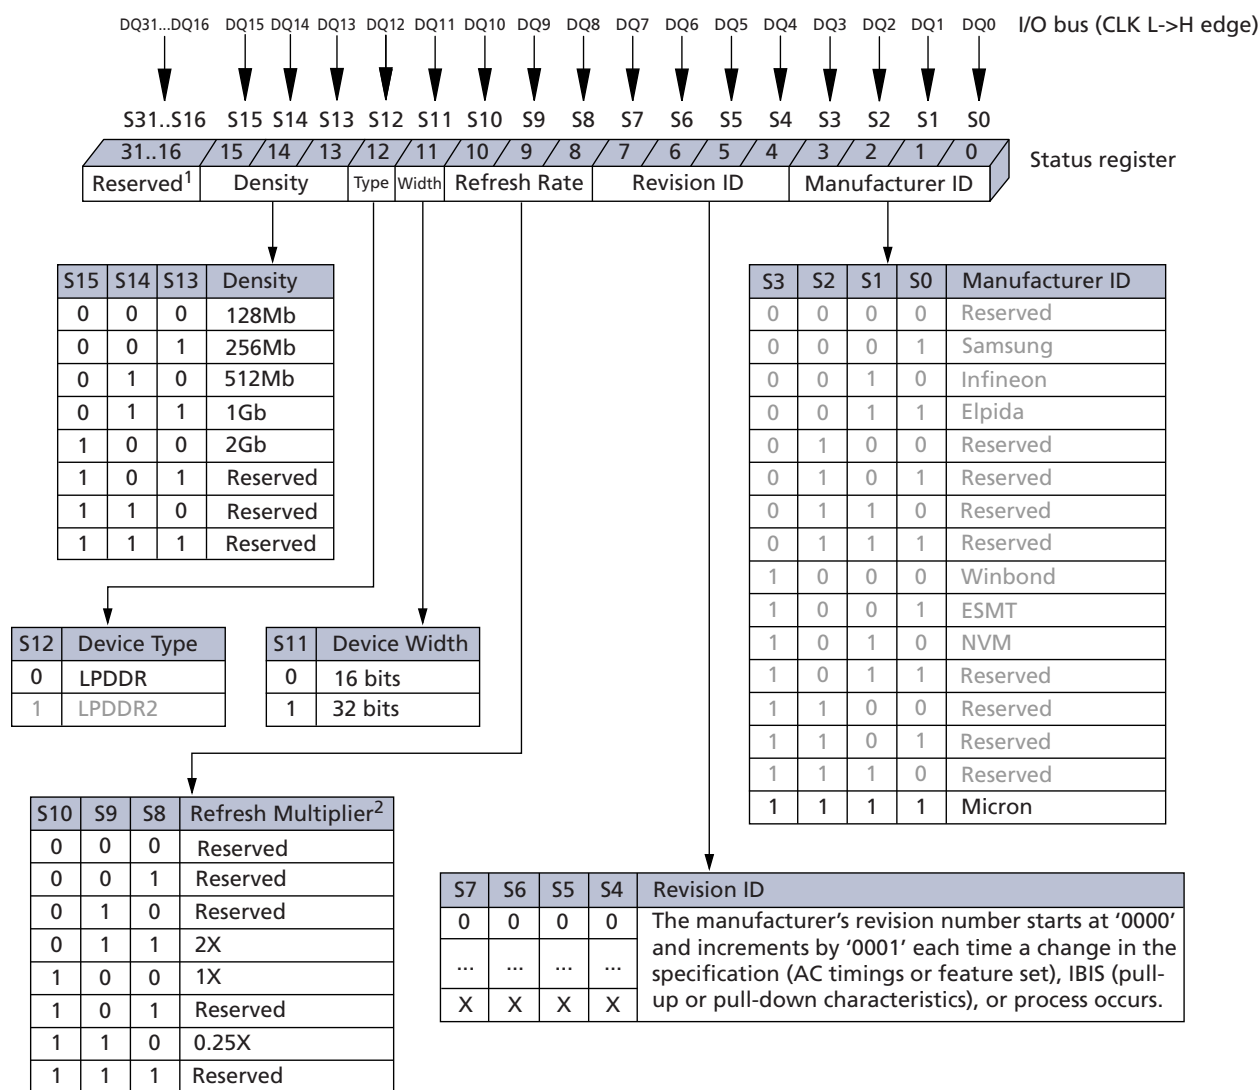 DQ31...DQ16 DQ15 DQ14 DQ13 DQ12 DQ11 DQ10 DQ9 DQ8 DQ7 DQ6 DQ5 DQ4 DQ3 DQ2 DQ1 DQ0 I/O bus (CLK L->H edge)
S31..S16 S15 S14 S13 S12 S11 S10 S9 S8 S7 S6 S5 S4 S3 S2 S1 S0
31..16 15 14 13 12 11 10 9 8 7 6 5 4 3 2 1 0 Status register
Reserved1 Density Type Width Refresh Rate Revision ID Manufacturer ID
S15 S14 S13 Density
0 0 0 128Mb
0 0 1 256Mb
0 1 0 512Mb
0 1 1 1Gb
1 0 0 2Gb
1 0 1 Reserved
1 1 0 Reserved
1 1 1 Reserved
S3 S2 S1 S0 Manufacturer ID
0 0 0 0 Reserved
0 0 0 1 Samsung
0 0 1 0 Infineon
0 0 1 1 Elpida
0 1 0 0 Reserved
0 1 0 1 Reserved
0 1 1 0 Reserved
0 1 1 1 Reserved
1 0 0 0 Winbond
1 0 0 1 ESMT
1 0 1 0 NVM
1 0 1 1 Reserved
1 1 0 0 Reserved
1 1 0 1 Reserved
1 1 1 0 Reserved
1 1 1 1 Micron
S12 Device Type
0 LPDDR
1 LPDDR2
S11 Device Width
0 16 bits
1 32 bits
S10 S9 S8 Refresh Multiplier2
0 0 0 Reserved
0 0 1 Reserved
0 1 0 Reserved
0 1 1 2X
1 0 0 1X
1 0 1 Reserved
1 1 0 0.25X
1 1 1 Reserved
S7 S6 S5 S4 Revision ID
0 0 0 0 The manufacturer's revision number starts at '0000'
and increments by '0001' each time a change in the
... ... ... ... specification (AC timings or feature set), IBIS (pull-
X X X X up or pull-down characteristics), or process occurs.